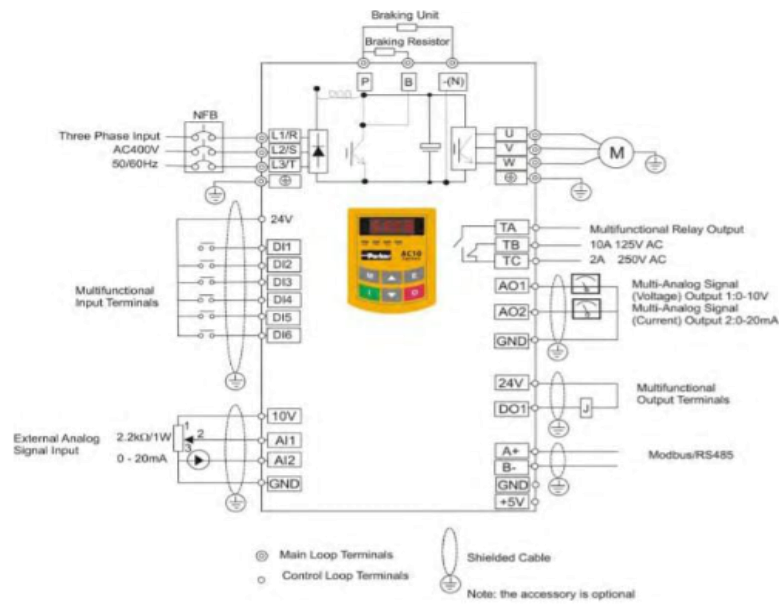 Braking Unit
Braking Resistor
P
B
-(N)
NFB
Three Phase Input
AC400V
50/60Hz
L1/R
L2/S
L3/T
U
V
W
M
24V
DI1
DI2
DI3
DI4
DI5
DI6
Multifunctional
Input Terminals
Parker
AC10
M
E
I
O
TA
TB
TC
Multifunctional Relay Output
10A 125V AC
2A 250V AC
AO1
AO2
GND
Multi-Analog Signal
(Voltage) Output 1:0-10V
Multi-Analog Signal
(Current) Output 2:0-20mA
24V
DO1
J
Multifunctional
Output Terminals
External Analog
Signal Input
2.2kΩ/1W
0 - 20mA
1
2
3
10V
AI1
AI2
GND
A+
B-
GND
+5V
Modbus/RS485
Main Loop Terminals
Control Loop Terminals
Shielded Cable
Note: the accessory is optional